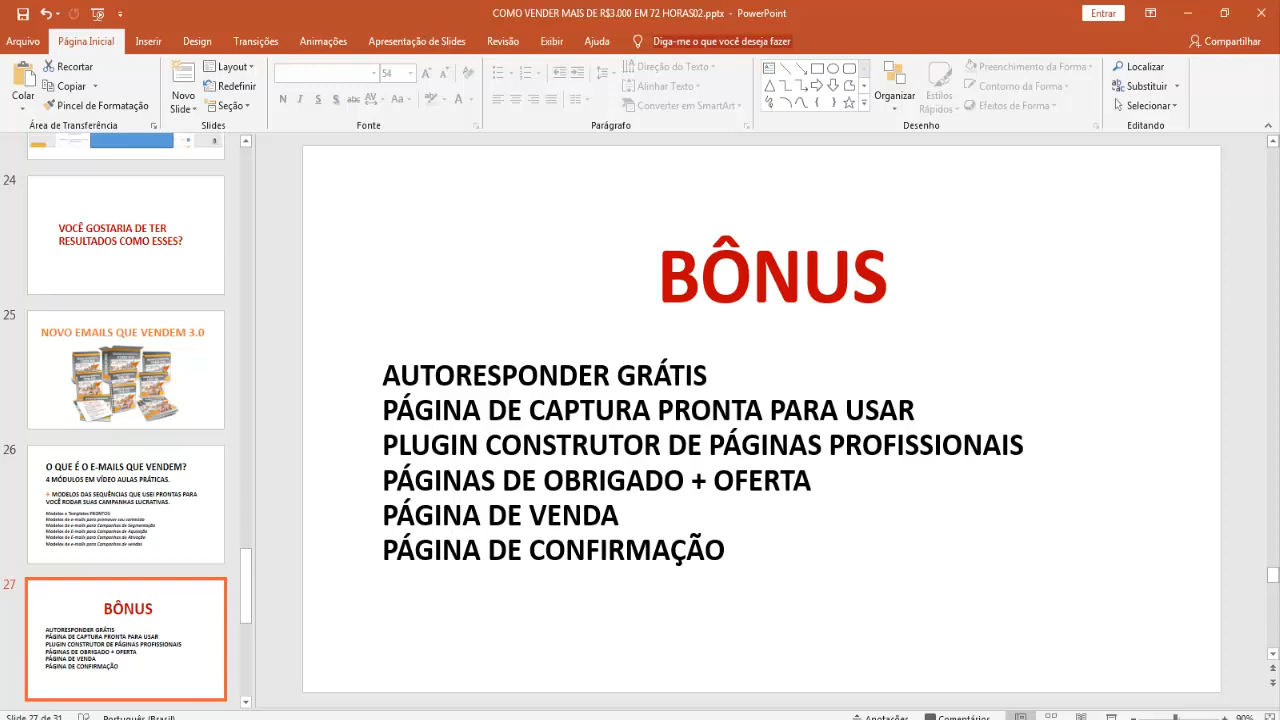 COMO VENDER MAIS DE R$3.000 EM 72 HORAS02.pptx - PowerPoint
Entrar
Arquivo
Página Inicial
Inserir
Design
Transições
Animações
Apresentação de Slides
Revisão
Exibir
Ajuda
Diga-me o que você deseja fazer
Compartilhar
Colar
Recortar
Copiar
Pincel de Formatação
Área de Transferência
Novo
Slide
Layout
Redefinir
Seção
Slides
54
N I S S abc AV Aa A
Fonte
Direção do Texto
Alinhar Texto
Converter em SmartArt
Parágrafo
Organizar
Estilos
Rápidos
Preenchimento da Forma
Contorno da Forma
Efeitos de Forma
Desenho
Localizar
Substituir
Selecionar
Editando
24
VOCÊ GOSTARIA DE TER
RESULTADOS COMO ESSES?
25
NOVO EMAILS QUE VENDEM 3.0
26
O QUE É O E-MAILS QUE VENDEM?
4 MÓDULOS EM VÍDEO AULAS PRÁTICAS.
+ MODELOS DAS SEQUÊNCIAS QUE USEI PRONTAS PARA
VOCÊ RODAR SUAS CAMPANHAS LUCRATIVAS.
Modelos e Templates PRONTOS:
Modelos de e-mails para promover seu conteúdo
Modelos de e-mails para Campanhas de Segmentação
Modelos de E-mails para Campanhas de Aquisição
Modelos de E-mails para Campanhas de Ativação
Modelos de e-mails para Campanhas de vendas
27
BÔNUS
AUTORESPONDER GRÁTIS
PÁGINA DE CAPTURA PRONTA PARA USAR
PLUGIN CONSTRUTOR DE PÁGINAS PROFISSIONAIS
PÁGINAS DE OBRIGADO + OFERTA
PÁGINA DE VENDA
PÁGINA DE CONFIRMAÇÃO
BÔNUS
AUTORESPONDER GRÁTIS
PÁGINA DE CAPTURA PRONTA PARA USAR
PLUGIN CONSTRUTOR DE PÁGINAS PROFISSIONAIS
PÁGINAS DE OBRIGADO + OFERTA
PÁGINA DE VENDA
PÁGINA DE CONFIRMAÇÃO
Slide 27 de 31
Português (Brasil)
Anotações
Comentários
90%